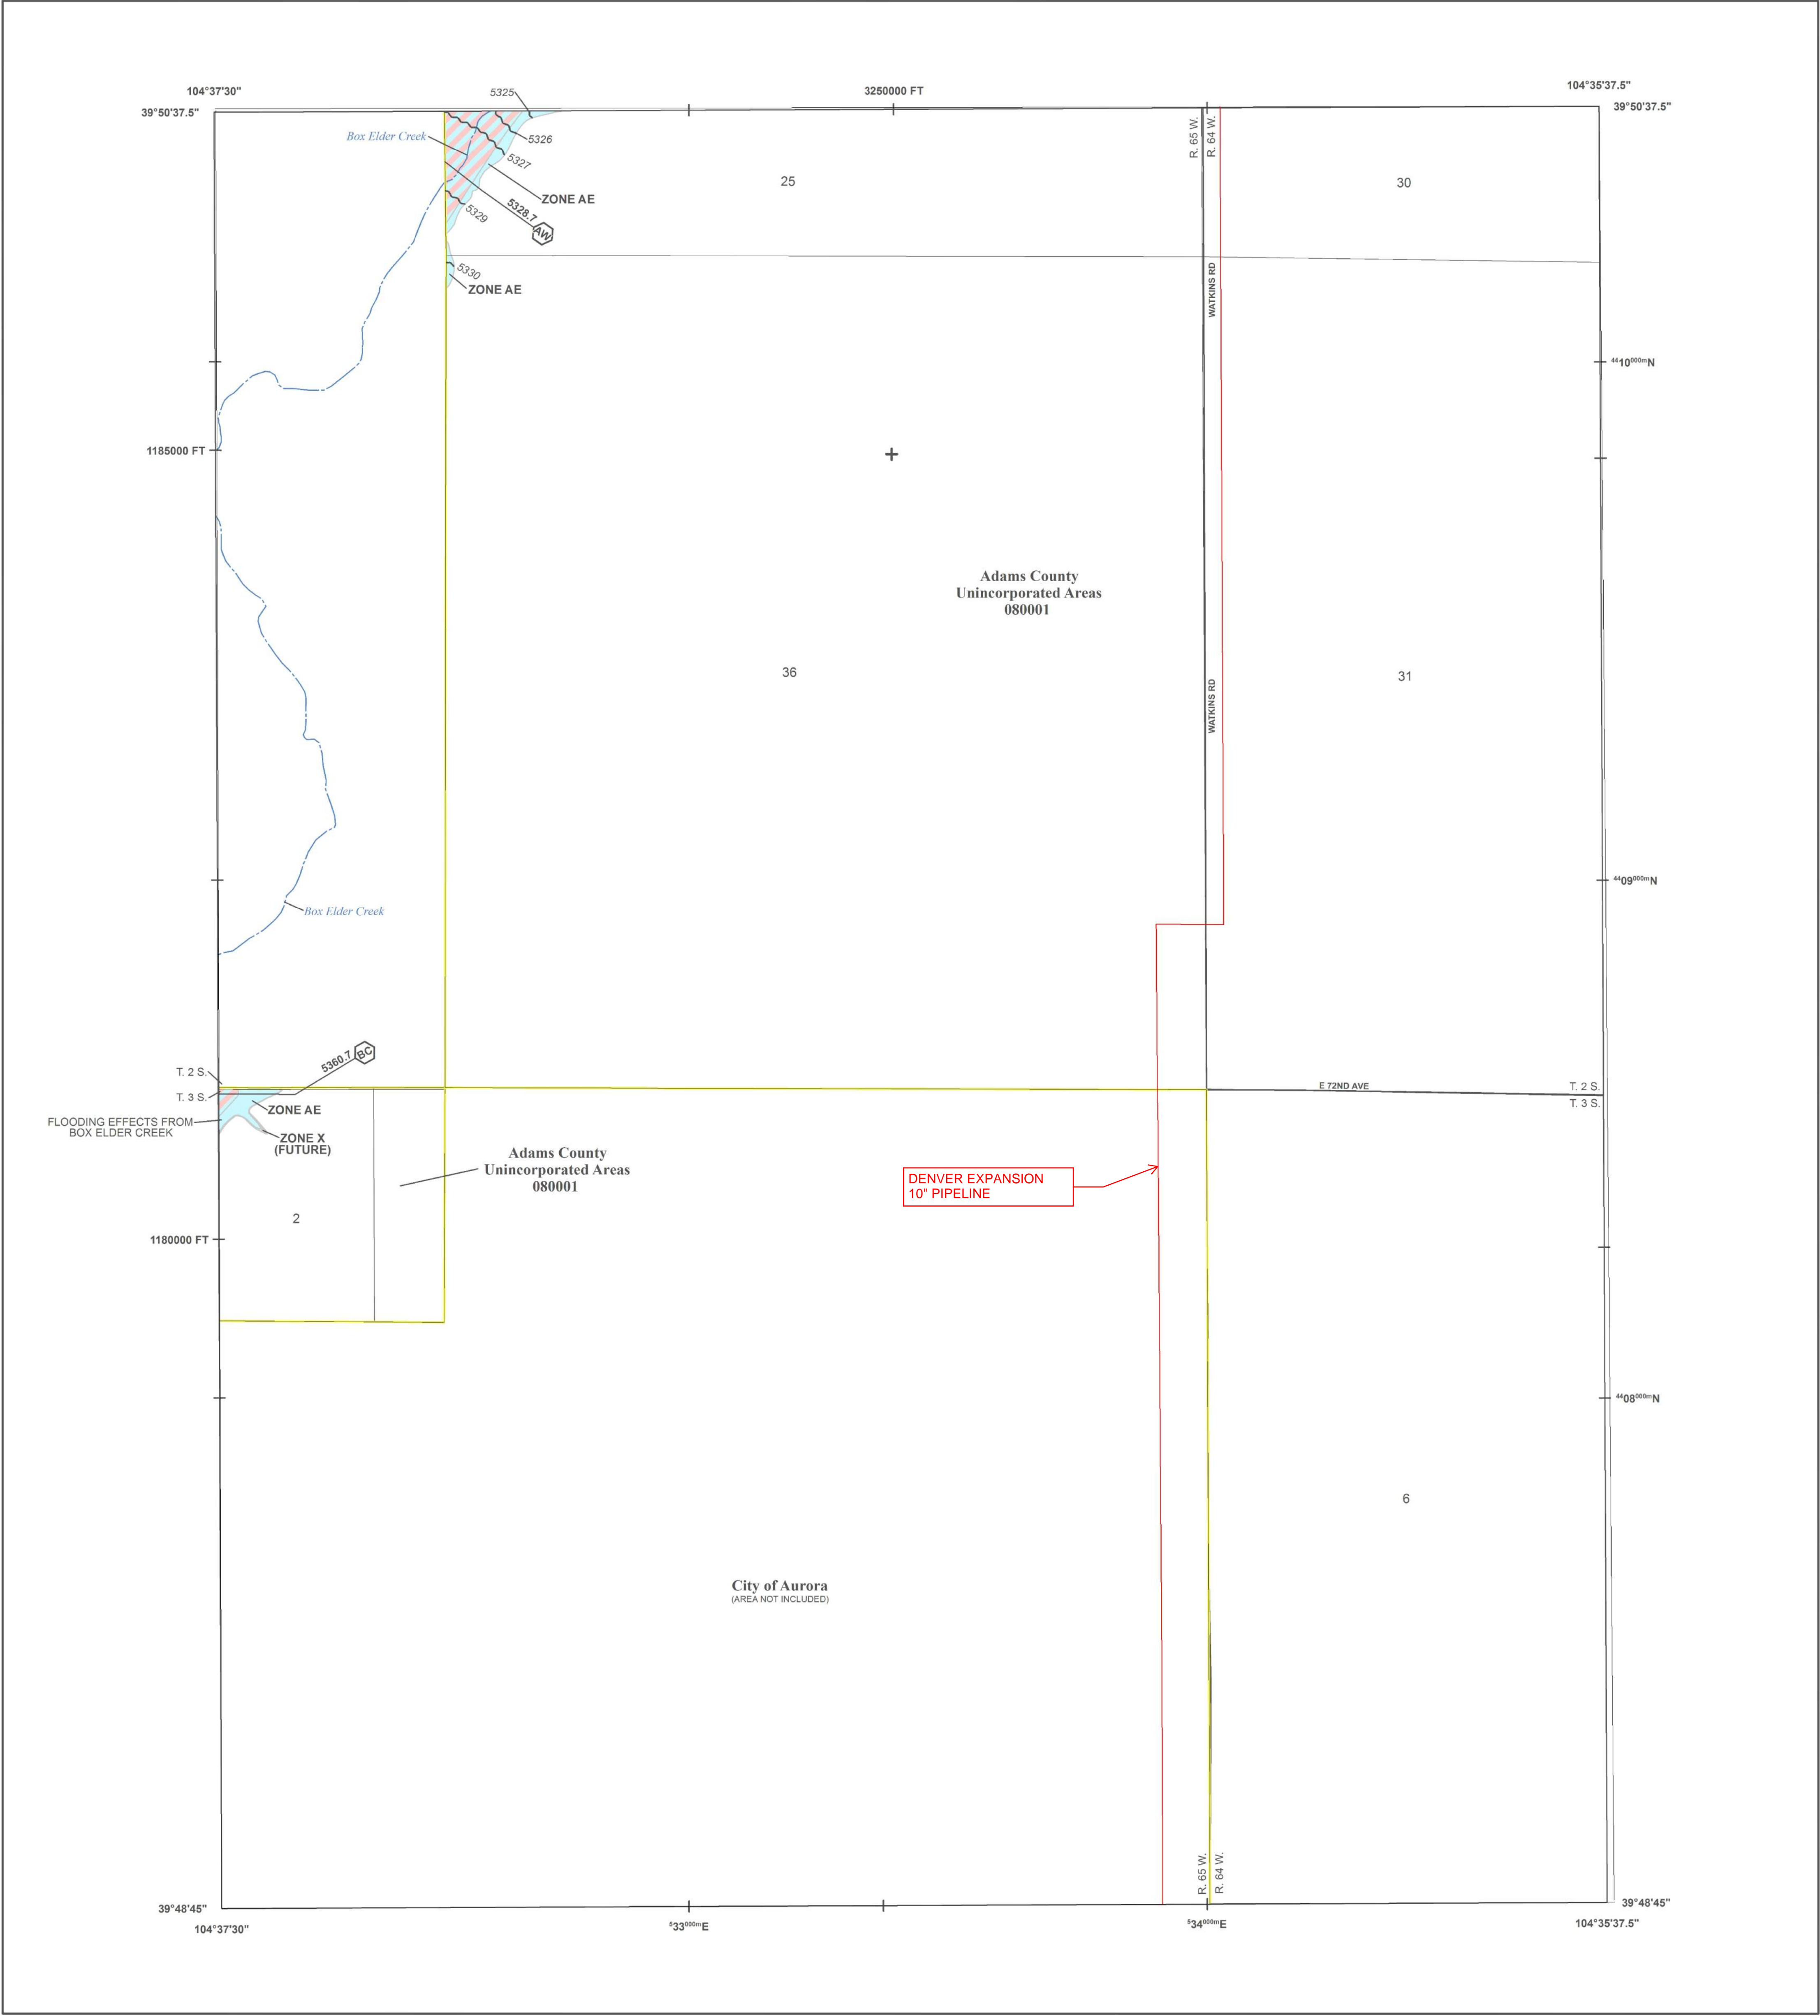 104°37'30"
5325
3250000 FT
104°35'37.5"
39°50'37.5"
39°50'37.5"
Box Elder Creek
5326
5327
R. 65 W.
R. 64 W.
25
30
ZONE AE
5329
5328.7
AW
5330
ZONE AE
WATKINS RD
4410000mN
1185000 FT
Adams County
Unincorporated Areas
080001
36
31
WATKINS RD
4409000mN
Box Elder Creek
5360.7
BC
T. 2 S.
T. 3 S.
E 72ND AVE
T. 2 S.
T. 3 S.
ZONE AE
FLOODING EFFECTS FROM
BOX ELDER CREEK
ZONE X
(FUTURE)
Adams County
Unincorporated Areas
080001
DENVER EXPANSION
10" PIPELINE
2
1180000 FT
4408000mN
6
City of Aurora
(AREA NOT INCLUDED)
R. 65 W.
R. 64 W.
39°48'45"
39°48'45"
104°37'30"
533000mE
534000mE
104°35'37.5"